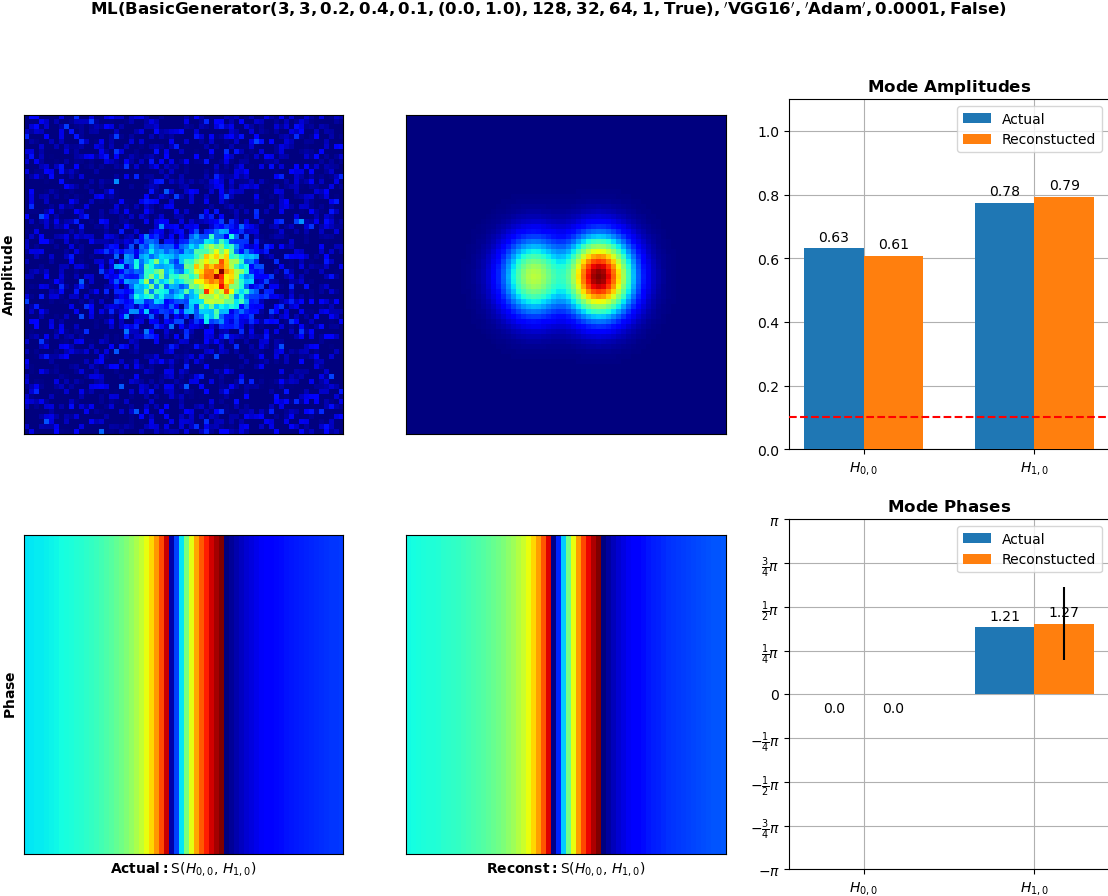 ML(BasicGenerator(3, 3, 0.2, 0.4, 0.1, (0.0, 1.0), 128, 32, 64, 1, True), ′VGG16′, ′Adam′, 0.0001, False)
Amplitude
Mode Amplitudes
Actual
Reconstucted
1.0
0.8
0.6
0.4
0.2
0.0
0.63
0.61
0.78
0.79
H0, 0
H1, 0
Phase
Actual: S(H0, 0, H1, 0)
Reconst: S(H0, 0, H1, 0)
Mode Phases
Actual
Reconstucted
π
3/4π
1/2π
1/4π
0
−1/4π
−1/2π
−3/4π
−π
0.0
0.0
1.21
1.27
H0, 0
H1, 0